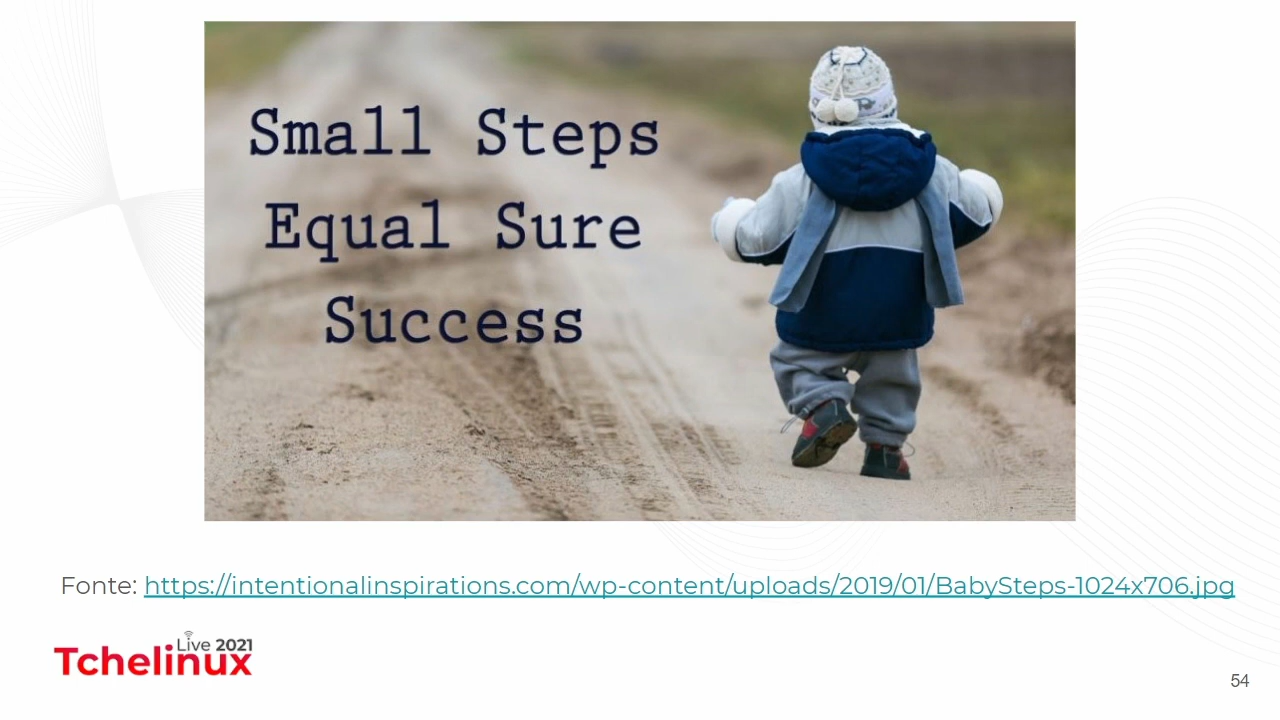 Small Steps
Equal Sure
Success
Fonte: https://intentionalinspirations.com/wp-content/uploads/2019/01/BabySteps-1024x706.jpg
Live 2021
Tchelinux
54